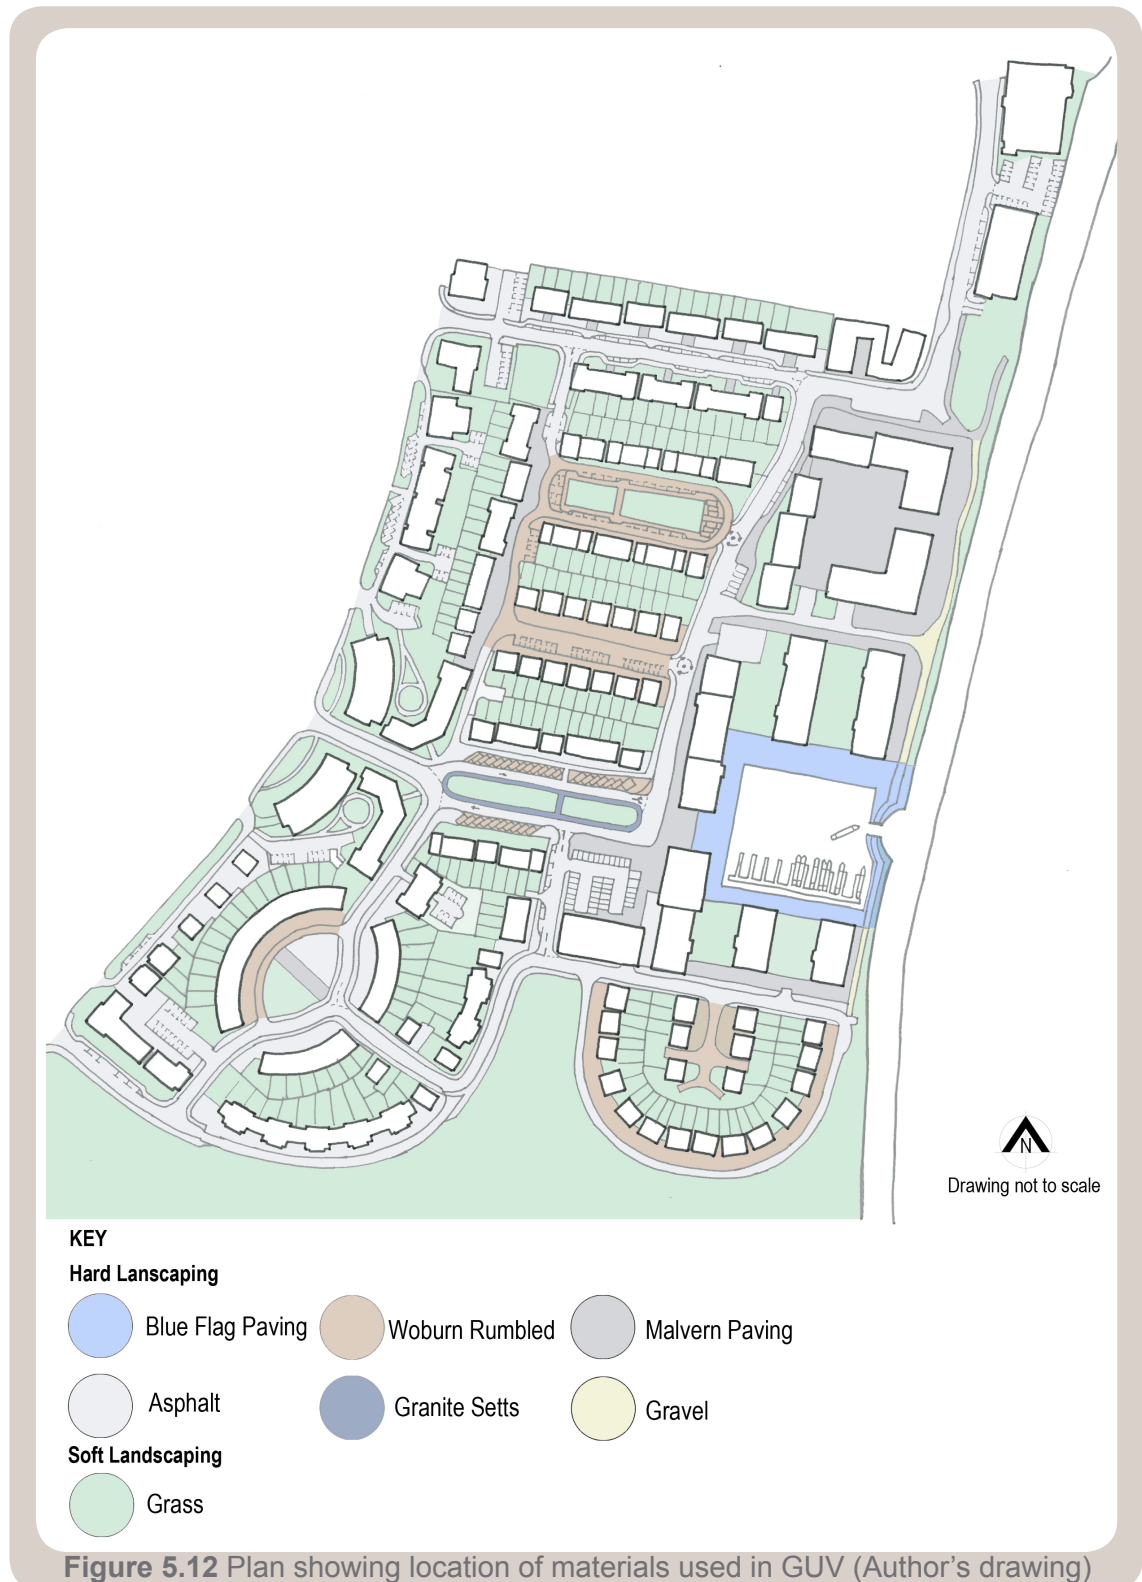 N
Drawing not to scale
KEY
Hard Lanscaping
Blue Flag Paving
Woburn Rumbled
Malvern Paving
Asphalt
Granite Setts
Gravel
Soft Landscaping
Grass
Figure 5.12 Plan showing location of materials used in GUV (Author's drawing)